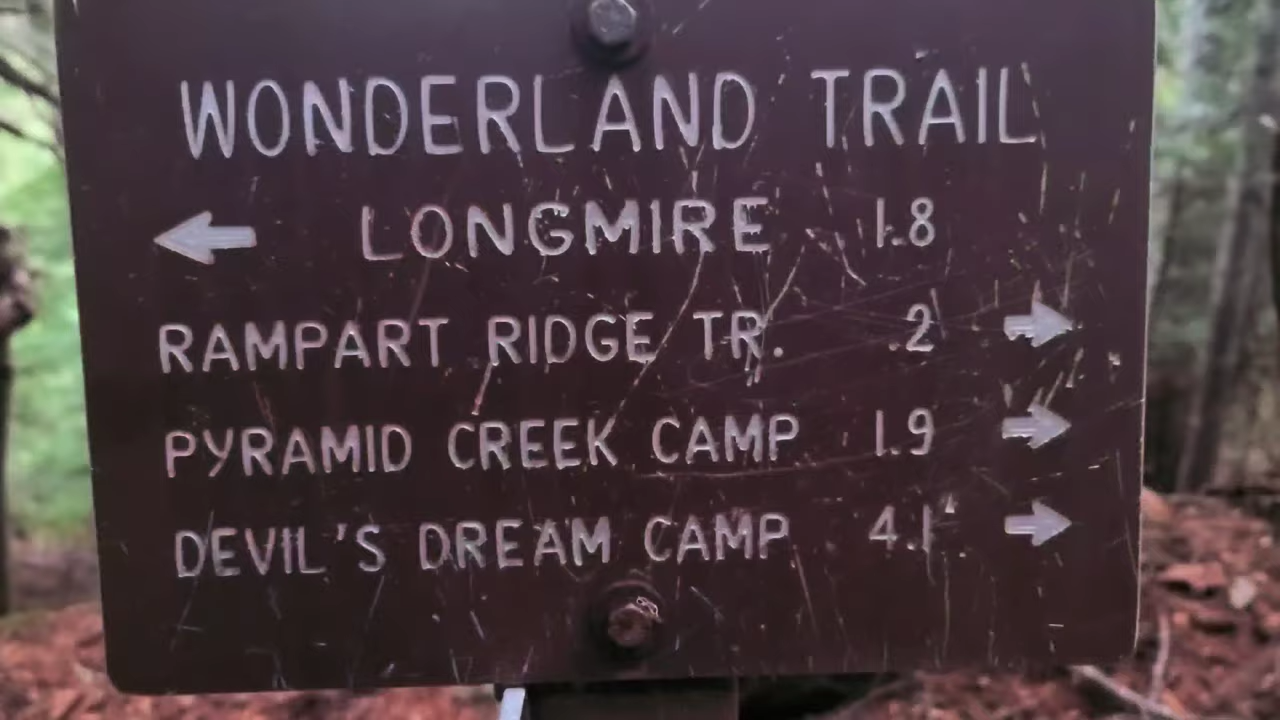 WONDERLAND TRAIL
LONGMIRE 1.8
RAMPART RIDGE TR. .2
PYRAMID CREEK CAMP 1.9
DEVIL'S DREAM CAMP 4.1